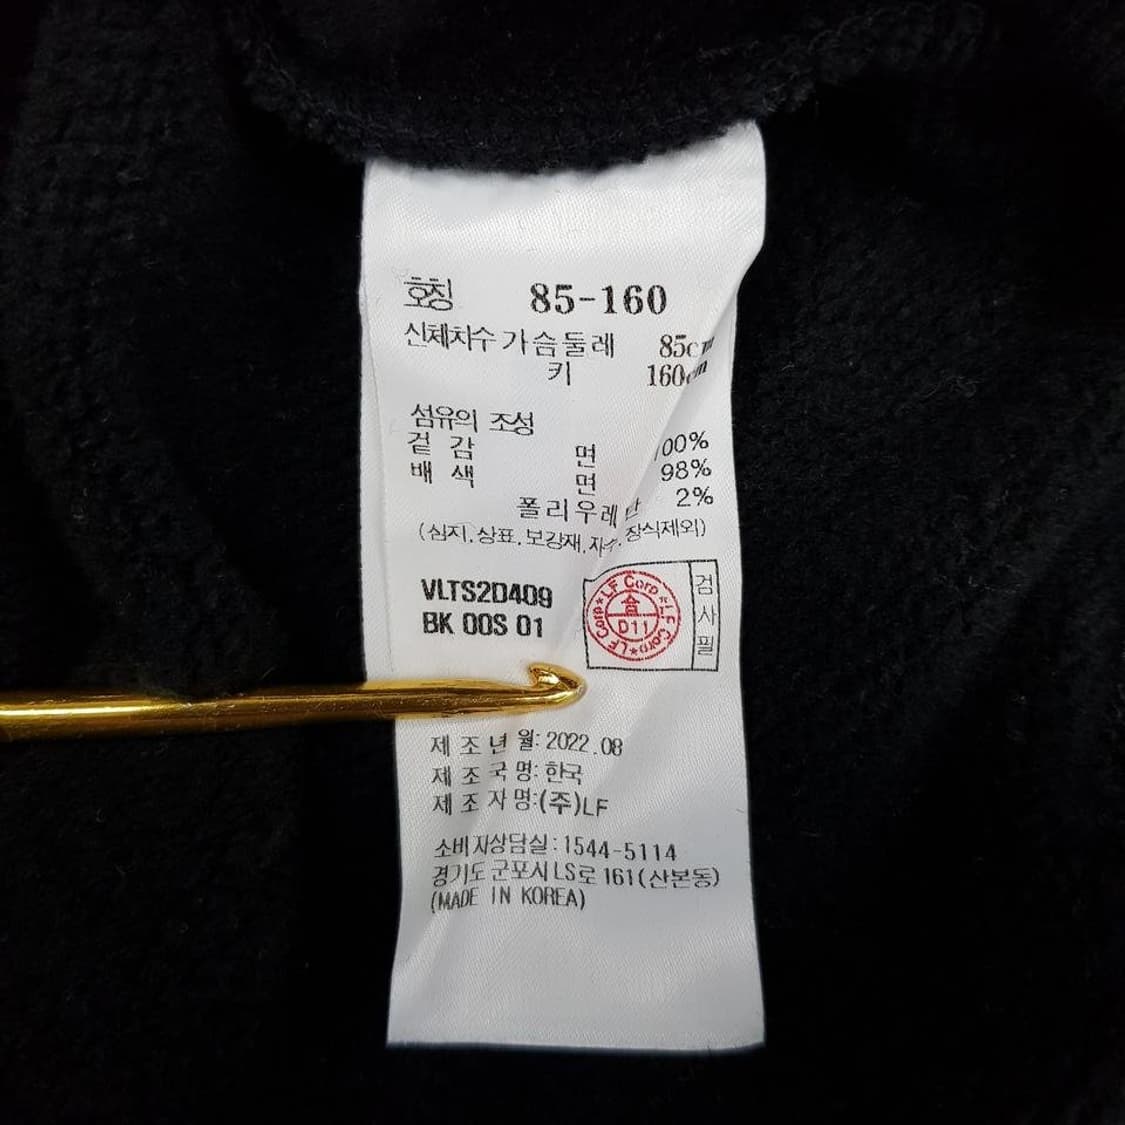 호칭 85-160
신체치수 가슴둘레 85cm
키 160cm
섬유의 조성
겉감 면 100%
배색 면 98%
폴리우레탄 2%
(심지.상표.보강재.자수.장식제외)
VLTS2D409
BK 00S 01
LF Corp★LF Corp★LF Corp★
合
D11
검사필
제조년월: 2022.08
제조국명: 한국
제조자명:(주)LF
소비자상담실:1544-5114
경기도 군포시 LS로 161(산본동)
(MADE IN KOREA)